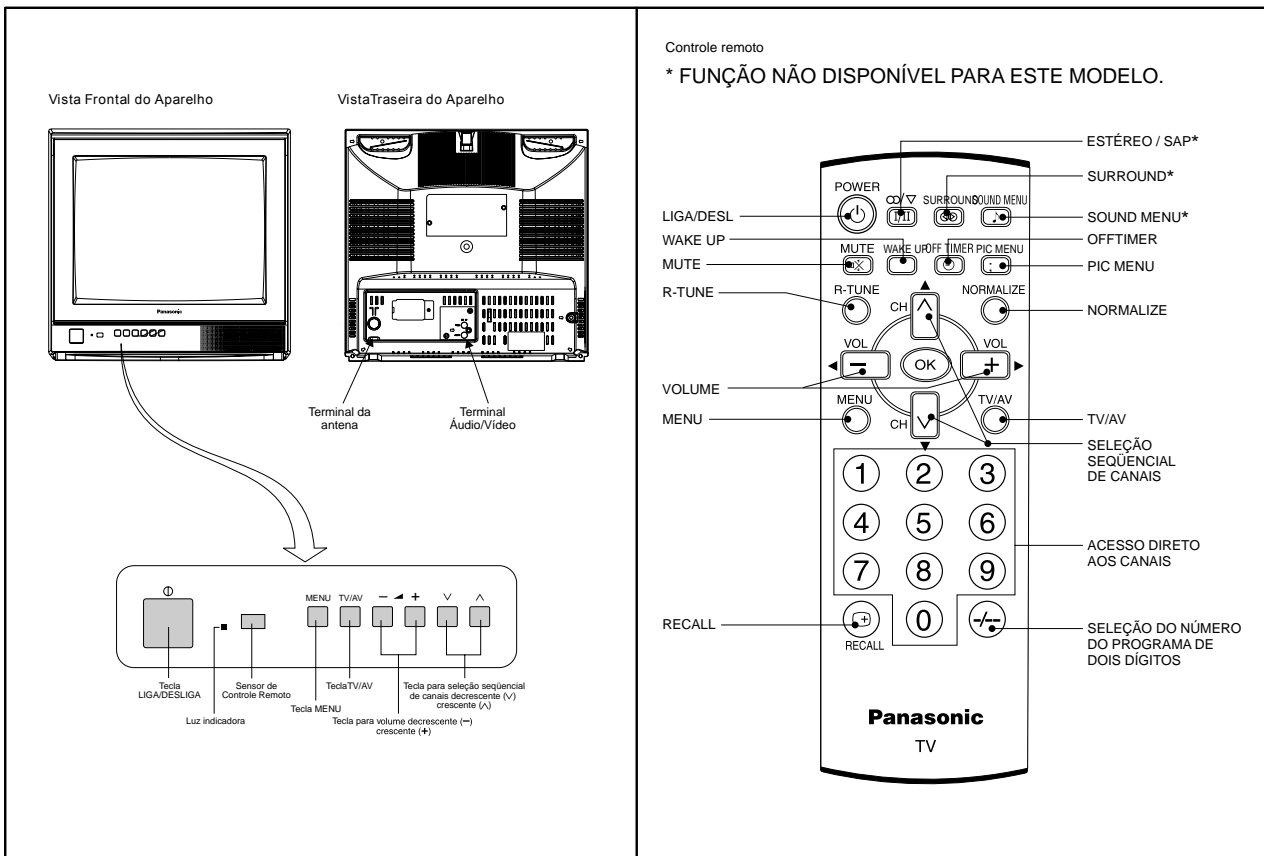 Vista Frontal do Aparelho
VistaTraseira do Aparelho
Panasonic
Terminal da
antena
Terminal
Áudio/Vídeo
MENU TV/AV − +
Tecla
LIGA/DESLIGA
Luz indicadora
Sensor de
Controle Remoto
Tecla MENU
TeclaTV/AV
Tecla para volume decrescente (−)
crescente (+)
Tecla para seleção seqüencial
de canais decrescente (∨)
crescente (∧)
Controle remoto
* FUNÇÃO NÃO DISPONÍVEL PARA ESTE MODELO.
LIGA/DESL
WAKE UP
MUTE
R-TUNE
VOLUME
MENU
RECALL
POWER
I/II
SURROUND
SOUND MENU
MUTE
WAKE UP
OFF TIMER
PIC MENU
R-TUNE
CH
NORMALIZE
VOL
−
OK
VOL
+
MENU
CH
TV/AV
1 2 3
4 5 6
7 8 9
0 -/--
RECALL
Panasonic
TV
ESTÉREO / SAP*
SURROUND*
SOUND MENU*
OFFTIMER
PIC MENU
NORMALIZE
TV/AV
SELEÇÃO
SEQÜENCIAL
DE CANAIS
ACESSO DIRETO
AOS CANAIS
SELEÇÃO DO NÚMERO
DO PROGRAMA DE
DOIS DÍGITOS